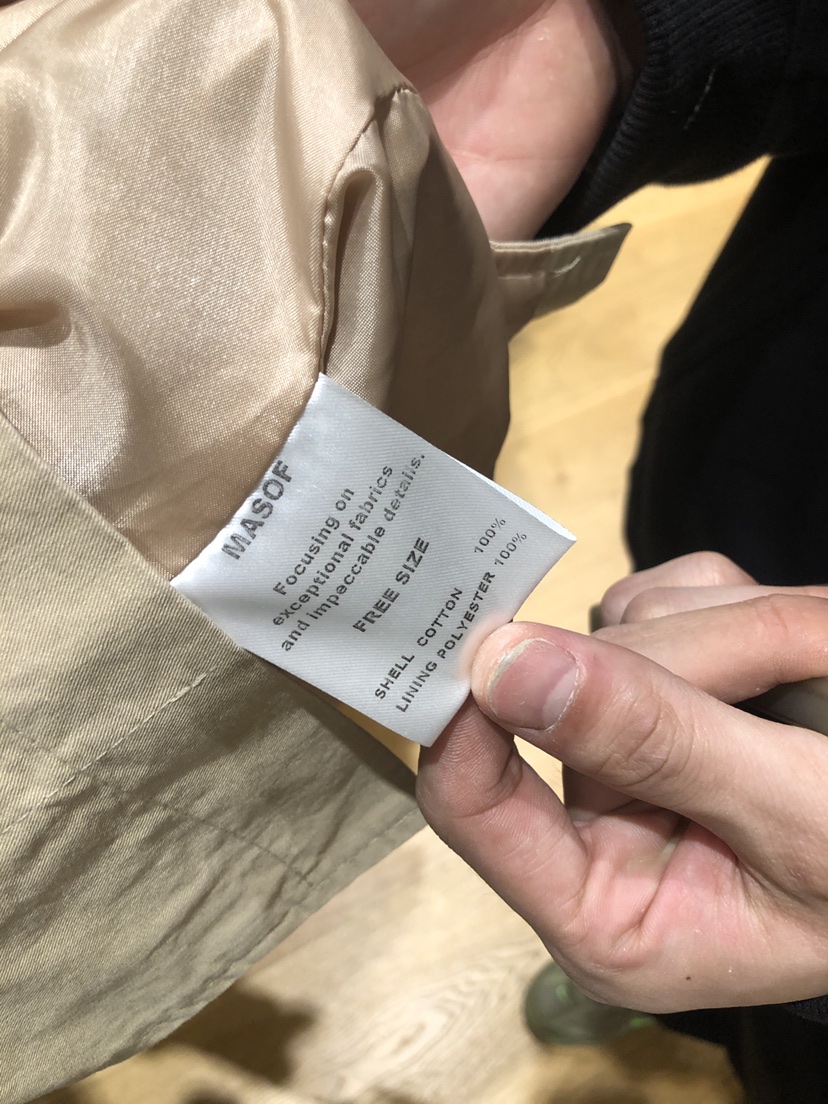 MASOF
Focusing on
exceptional fabrics
and impeccable details.
FREE SIZE
SHELL COTTON 100%
LINING POLYESTER 100%